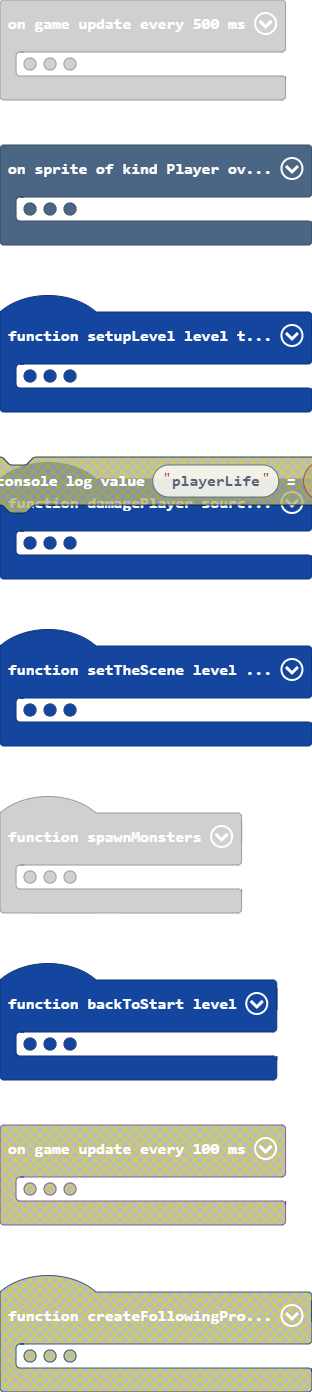 on game update every 500 ms
on sprite of kind Player ov...
function setupLevel level t...
console log value "playerLife" =
function damagePlayer sourc...
function setTheScene level ...
function spawnMonsters
function backToStart level
on game update every 100 ms
function createFollowingPro...